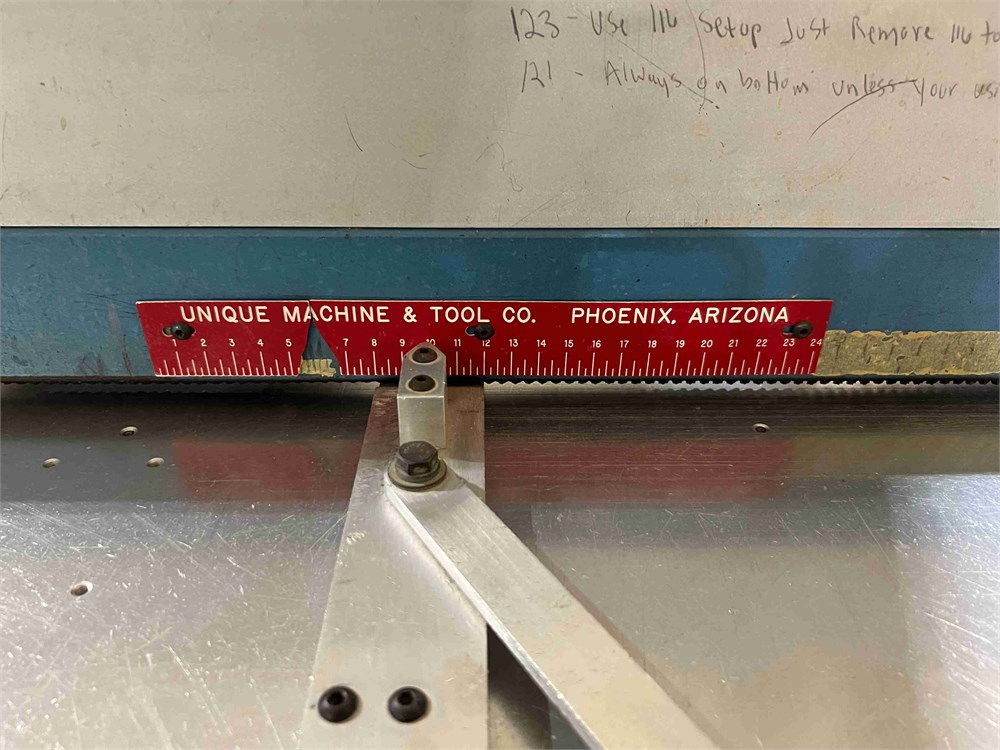 123 - Use 116 Setup Just Remove 116 to
121 - Always on bottom unless your usi
UNIQUE MACHINE & TOOL CO. PHOENIX, ARIZONA
1 2 3 4 5 7 8 9 10 11 12 13 14 15 16 17 18 19 20 21 22 23 24